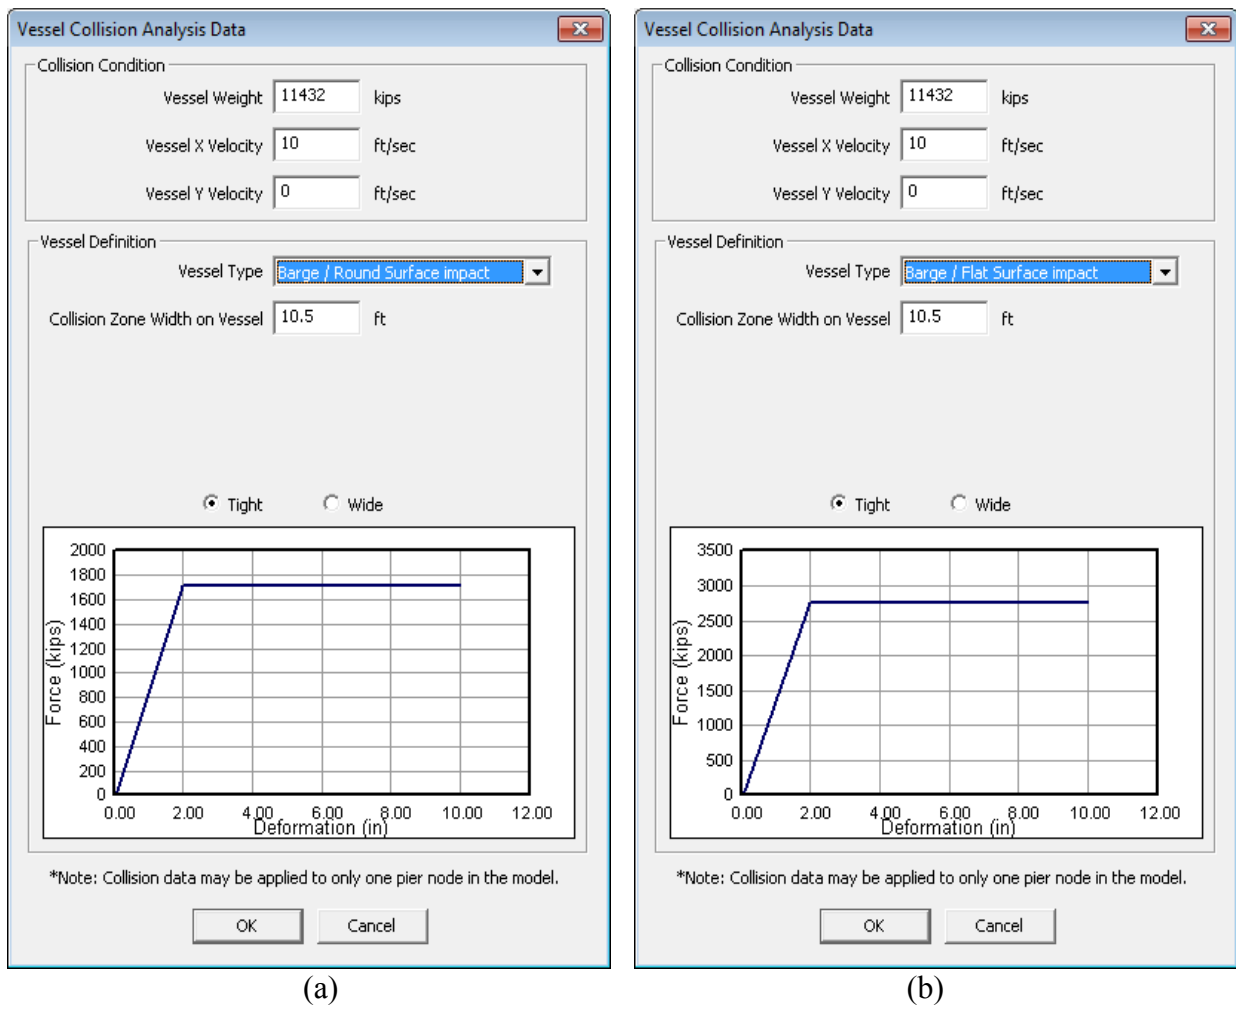 Vessel Collision Analysis Data
Collision Condition
Vessel Weight 11432 kips
Vessel X Velocity 10 ft/sec
Vessel Y Velocity 0 ft/sec
Vessel Definition
Vessel Type Barge / Round Surface impact
Collision Zone Width on Vessel 10.5 ft
Tight Wide
2000
1800
1600
1400
1200
1000
800
600
400
200
0
Force (kips)
0.00 2.00 4.00 6.00 8.00 10.00 12.00
Deformation (in)
*Note: Collision data may be applied to only one pier node in the model.
OK Cancel
(a)
Vessel Collision Analysis Data
Collision Condition
Vessel Weight 11432 kips
Vessel X Velocity 10 ft/sec
Vessel Y Velocity 0 ft/sec
Vessel Definition
Vessel Type Barge / Flat Surface impact
Collision Zone Width on Vessel 10.5 ft
Tight Wide
3500
3000
2500
2000
1500
1000
500
0
Force (kips)
0.00 2.00 4.00 6.00 8.00 10.00 12.00
Deformation (in)
*Note: Collision data may be applied to only one pier node in the model.
OK Cancel
(b)